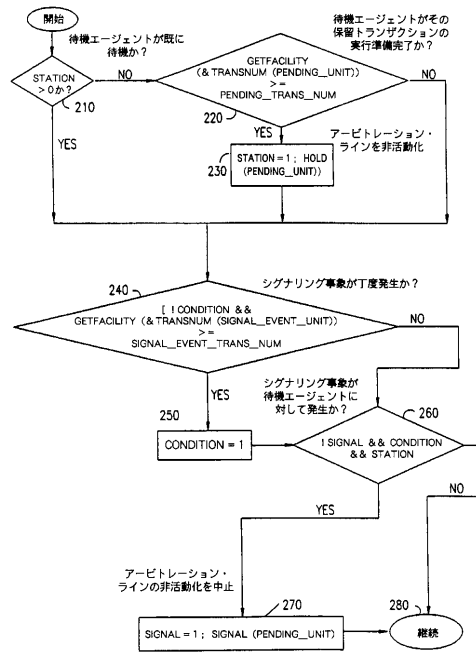 開始
待機エージェントが既に
待機か?
待機エージェントがその
保留トランザクションの
実行準備完了か?
STATION
>0か?
210
NO
GETFACILITY
(& TRANSNUM (PENDING_UNIT))
>=
PENDING_TRANS_NUM
220
NO
YES
YES
アービトレーション・
ラインを非活動化
230
STATION = 1 ; HOLD
(PENDING_UNIT))
240
シグナリング事象が丁度発生か?
[ ! CONDITION &&
GETFACILITY (& TRANSNUM (SIGNAL_EVENT_UNIT))
>=
SIGNAL_EVENT_TRANS_NUM
NO
YES
シグナリング事象が
待機エージェントに
対して発生か?
250
CONDITION = 1
260
! SIGNAL && CONDITION
&& STATION
NO
YES
アービトレーション・
ラインの非活動化を中止
270
SIGNAL = 1 ; SIGNAL (PENDING_UNIT)
280
継続